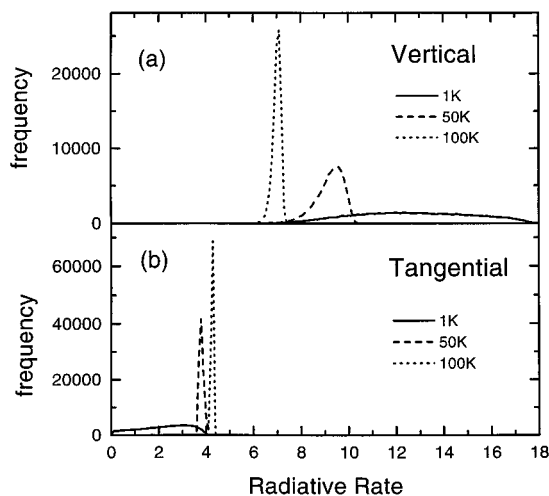 (a)
Vertical
1K
50K
100K
frequency
20000
10000
0
(b)
Tangential
1K
50K
100K
frequency
60000
40000
20000
0
0 2 4 6 8 10 12 14 16 18
Radiative Rate